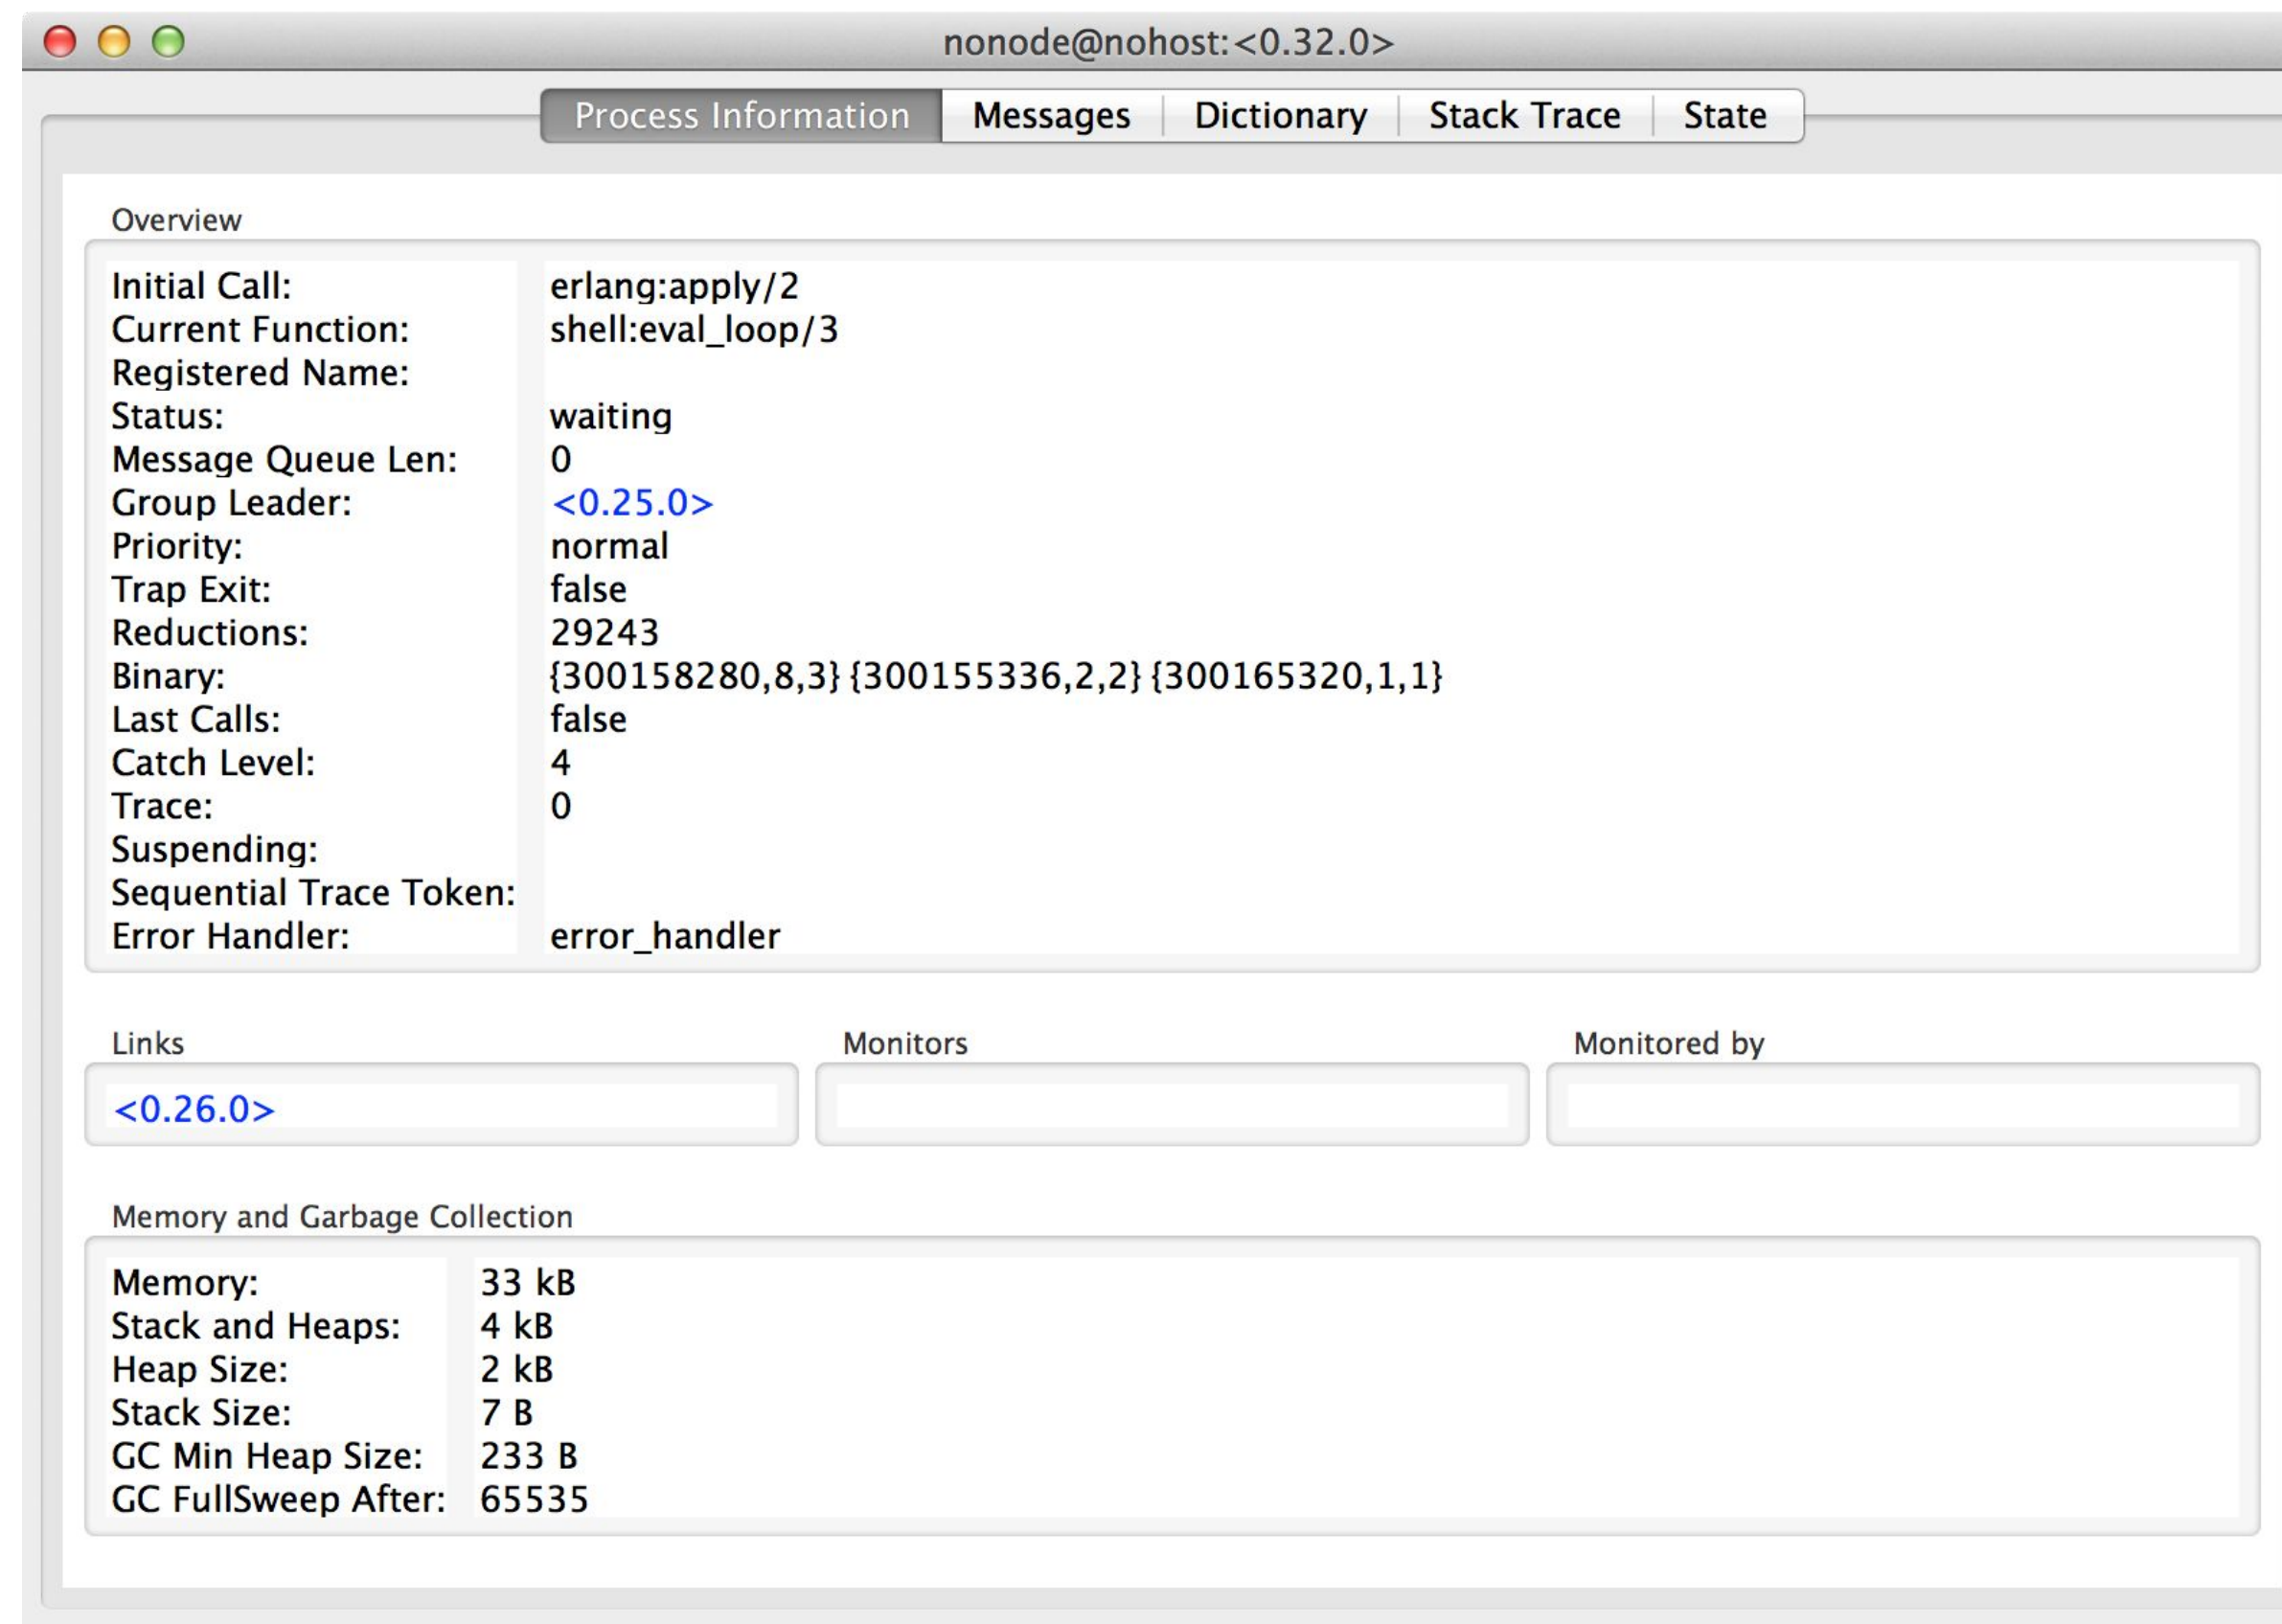 nonode@nohost:<0.32.0>
Process Information Messages Dictionary Stack Trace State
Overview
Initial Call: erlang:apply/2
Current Function: shell:eval_loop/3
Registered Name:
Status: waiting
Message Queue Len: 0
Group Leader: <0.25.0>
Priority: normal
Trap Exit: false
Reductions: 29243
Binary: {300158280,8,3} {300155336,2,2} {300165320,1,1}
Last Calls: false
Catch Level: 4
Trace: 0
Suspending:
Sequential Trace Token:
Error Handler: error_handler
Links Monitors Monitored by
<0.26.0>
Memory and Garbage Collection
Memory: 33 kB
Stack and Heaps: 4 kB
Heap Size: 2 kB
Stack Size: 7 B
GC Min Heap Size: 233 B
GC FullSweep After: 65535